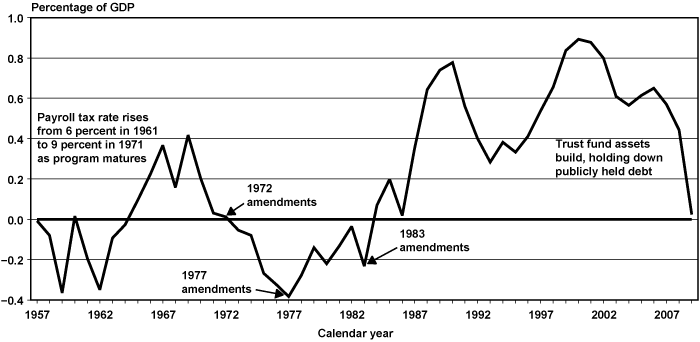 Percentage of GDP
1.0
0.8
0.6
0.4
0.2
0.0
−0.2
−0.4
Payroll tax rate rises
from 6 percent in 1961
to 9 percent in 1971
as program matures
1972
amendments
1977
amendments
1983
amendments
Trust fund assets
build, holding down
publicly held debt
1957 1962 1967 1972 1977 1982 1987 1992 1997 2002 2007
Calendar year